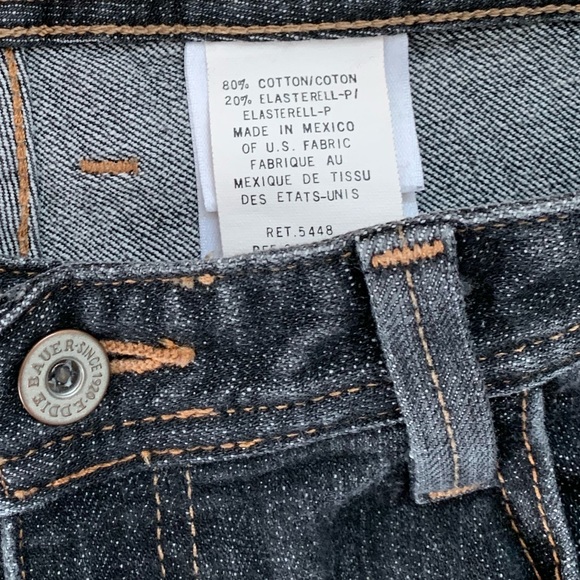 80% COTTON/COTON
20% ELASTERELL-P/
ELASTERELL-P
MADE IN MEXICO
OF U.S. FABRIC
FABRIQUE AU
MEXIQUE DE TISSU
DES ETATS-UNIS
RET.5448
EDDIE BAUER·SINCE 1920·